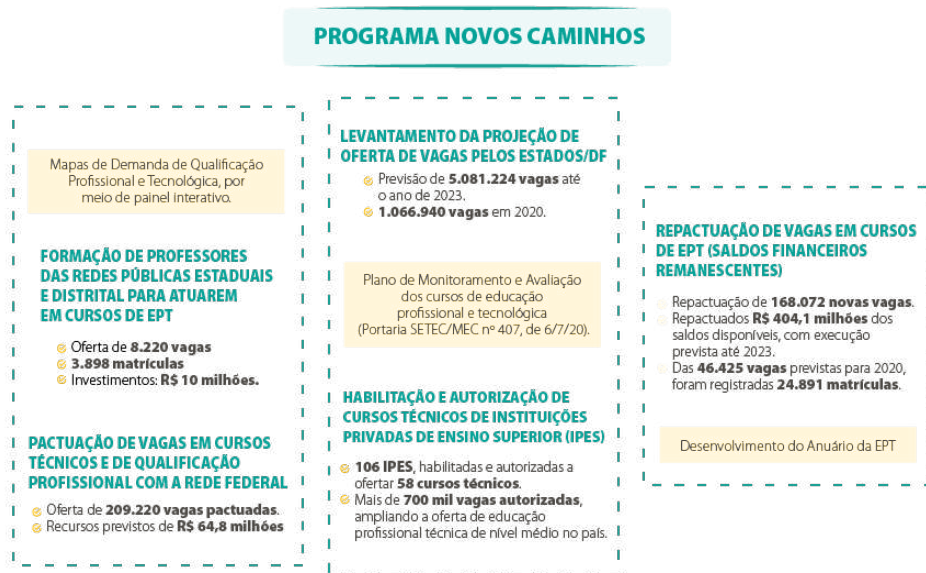 PROGRAMA NOVOS CAMINHOS
Mapas de Demanda de Qualificação
Profissional e Tecnológica, por
meio de painel interativo.
FORMAÇÃO DE PROFESSORES
DAS REDES PÚBLICAS ESTADUAIS
E DISTRITAL PARA ATUAREM
EM CURSOS DE EPT
Oferta de 8.220 vagas
3.898 matrículas
Investimentos: R$ 10 milhões.
PACTUAÇÃO DE VAGAS EM CURSOS
TÉCNICOS E DE QUALIFICAÇÃO
PROFISSIONAL COM A REDE FEDERAL
Oferta de 209.220 vagas pactuadas.
Recursos previstos de R$ 64,8 milhões
LEVANTAMENTO DA PROJEÇÃO DE
OFERTA DE VAGAS PELOS ESTADOS/DF
Previsão de 5.081.224 vagas até
o ano de 2023.
1.066.940 vagas em 2020.
Plano de Monitoramento e Avaliação
dos cursos de educação
profissional e tecnológica
(Portaria SETEC/MEC nº 407, de 6/7/20).
HABILITAÇÃO E AUTORIZAÇÃO DE
CURSOS TÉCNICOS DE INSTITUIÇÕES
PRIVADAS DE ENSINO SUPERIOR (IPES)
106 IPES, habilitadas e autorizadas a
ofertar 58 cursos técnicos.
Mais de 700 mil vagas autorizadas,
ampliando a oferta de educação
profissional técnica de nível médio no país.
REPACTUAÇÃO DE VAGAS EM CURSOS
DE EPT (SALDOS FINANCEIROS
REMANESCENTES)
Repactuação de 168.072 novas vagas.
Repactuados R$ 404,1 milhões dos
saldos disponíveis, com execução
prevista até 2023.
Das 46.425 vagas previstas para 2020,
foram registradas 24.891 matrículas.
Desenvolvimento do Anuário da EPT